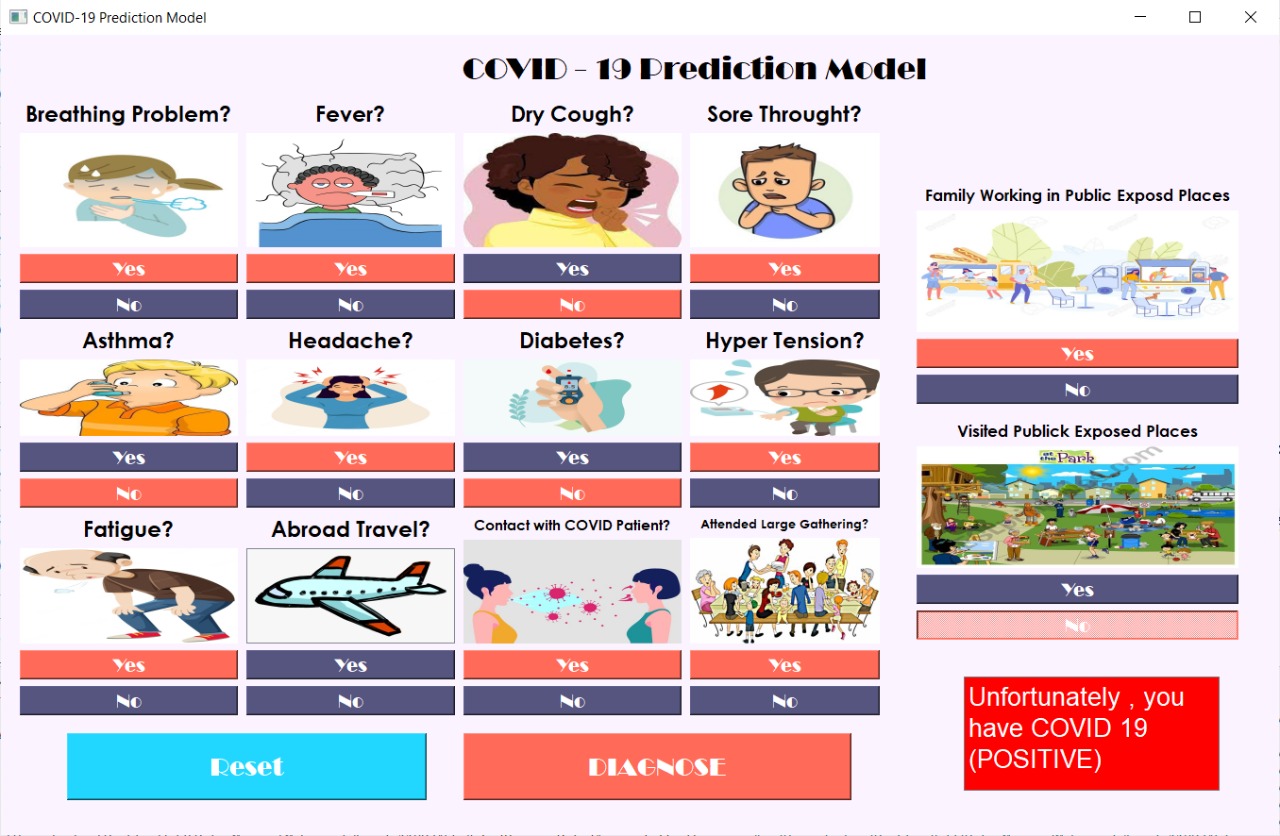 COVID-19 Prediction Model
COVID - 19 Prediction Model
Breathing Problem?
Fever?
Dry Cough?
Sore Throught?
Yes
Yes
Yes
Yes
No
No
No
No
Asthma?
Headache?
Diabetes?
Hyper Tension?
Yes
Yes
Yes
Yes
No
No
No
No
Fatigue?
Abroad Travel?
Contact with COVID Patient?
Attended Large Gathering?
Yes
Yes
Yes
Yes
No
No
No
No
Family Working in Public Exposd Places
Yes
No
Visited Publick Exposed Places
at
the Park
Yes
No
Reset
DIAGNOSE
Unfortunately , you
have COVID 19
(POSITIVE)